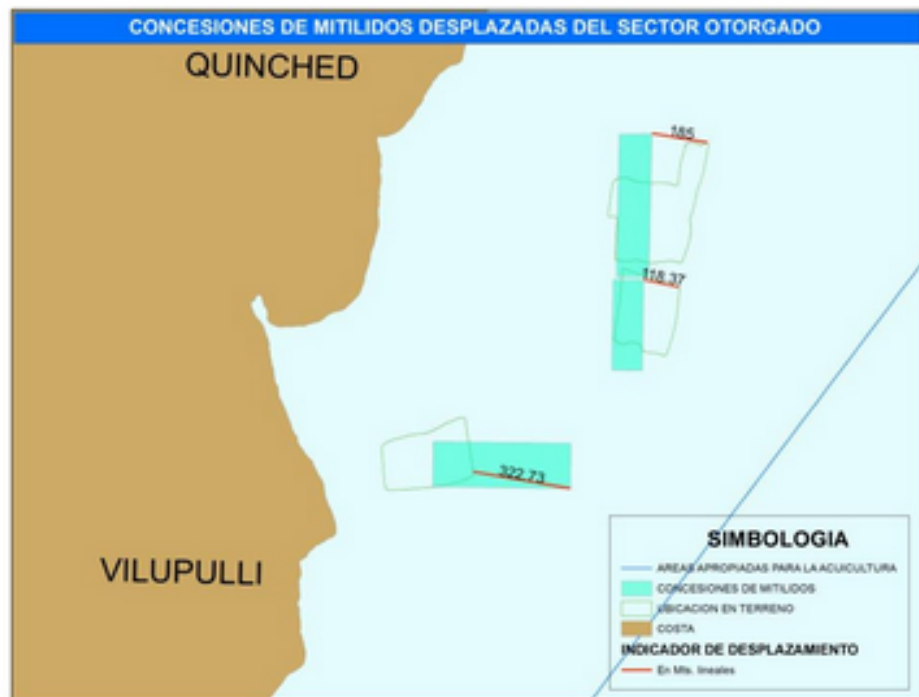 CONCESIONES DE MITILIDOS DESPLAZADAS DEL SECTOR OTORGADO
QUINCHED
185
118.37
322.73
VILUPULLI
SIMBOLOGIA
AREAS APROPIADAS PARA LA ACUICULTURA
CONCESIONES DE MITILIDOS
UBICACION EN TERRENO
COSTA
INDICADOR DE DESPLAZAMIENTO
En Mts. lineales